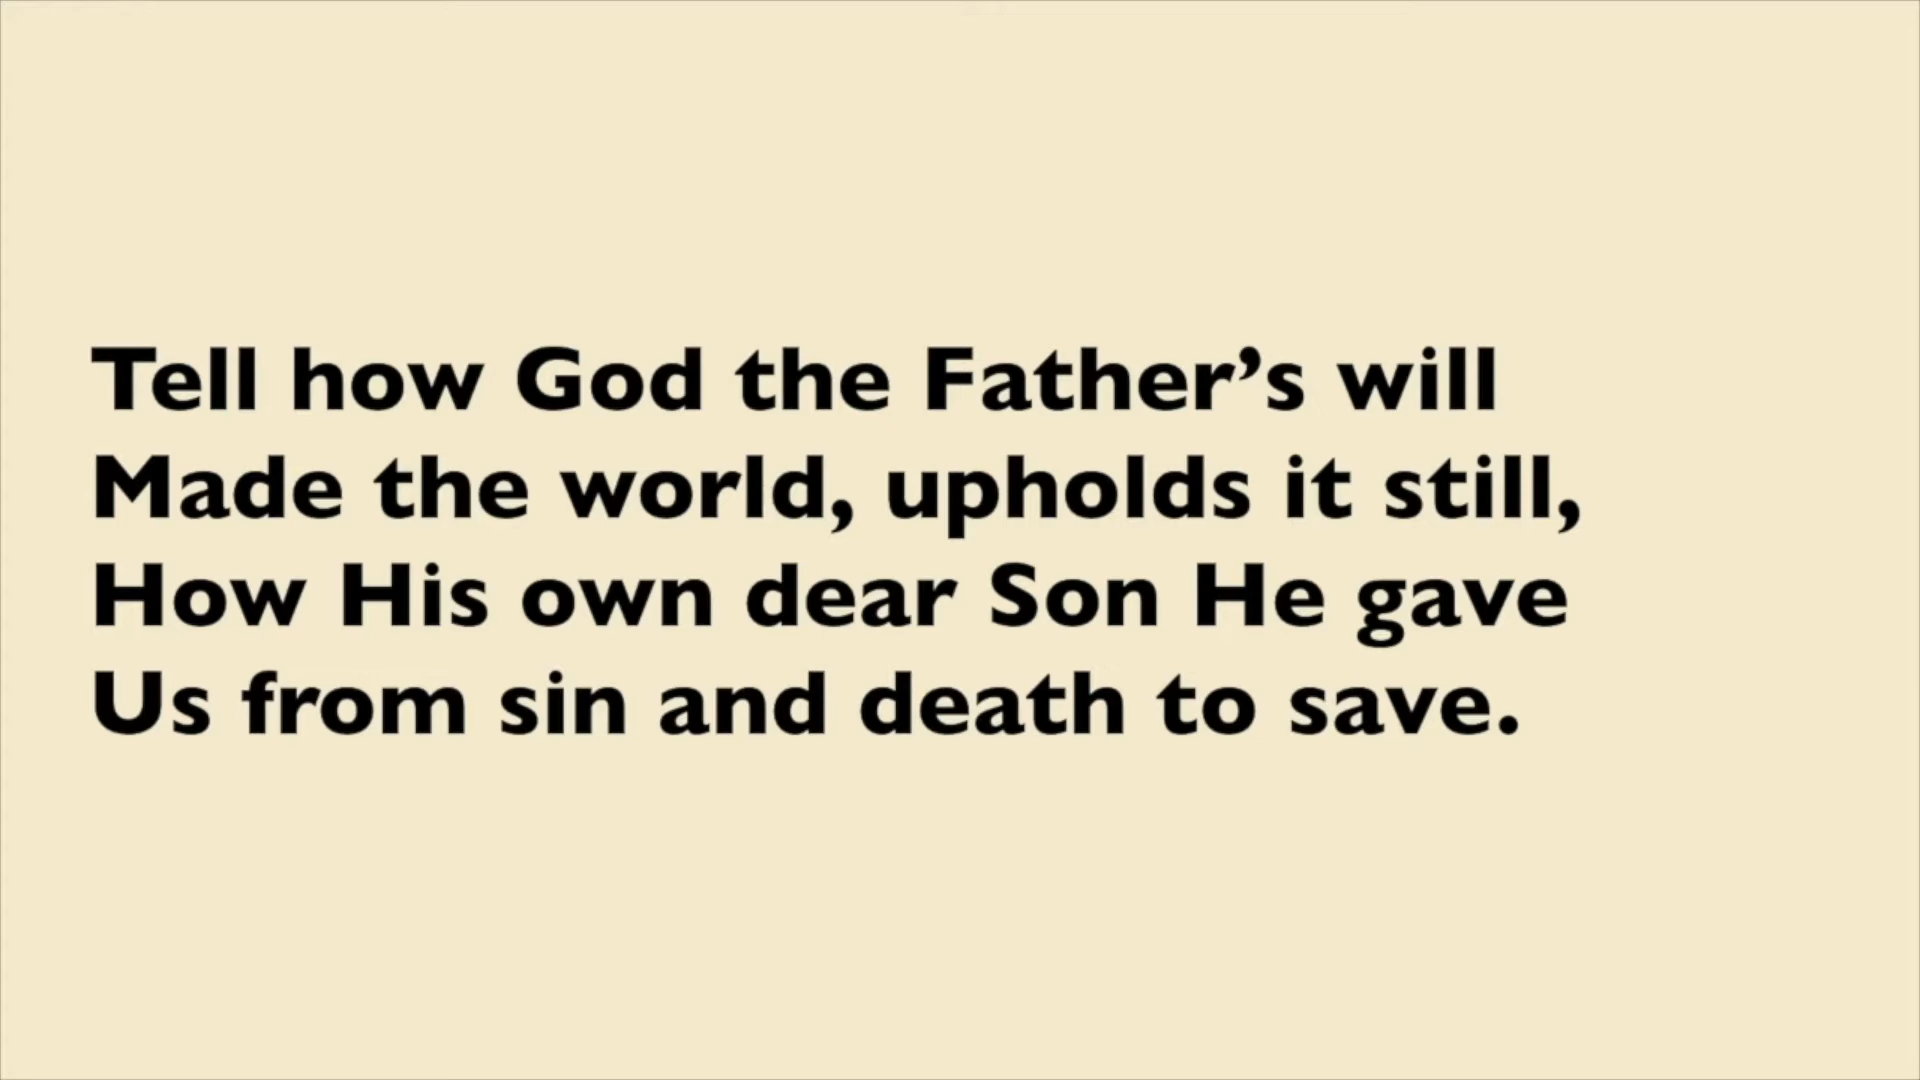 Tell how God the Father’s will
Made the world, upholds it still,
How His own dear Son He gave
Us from sin and death to save.